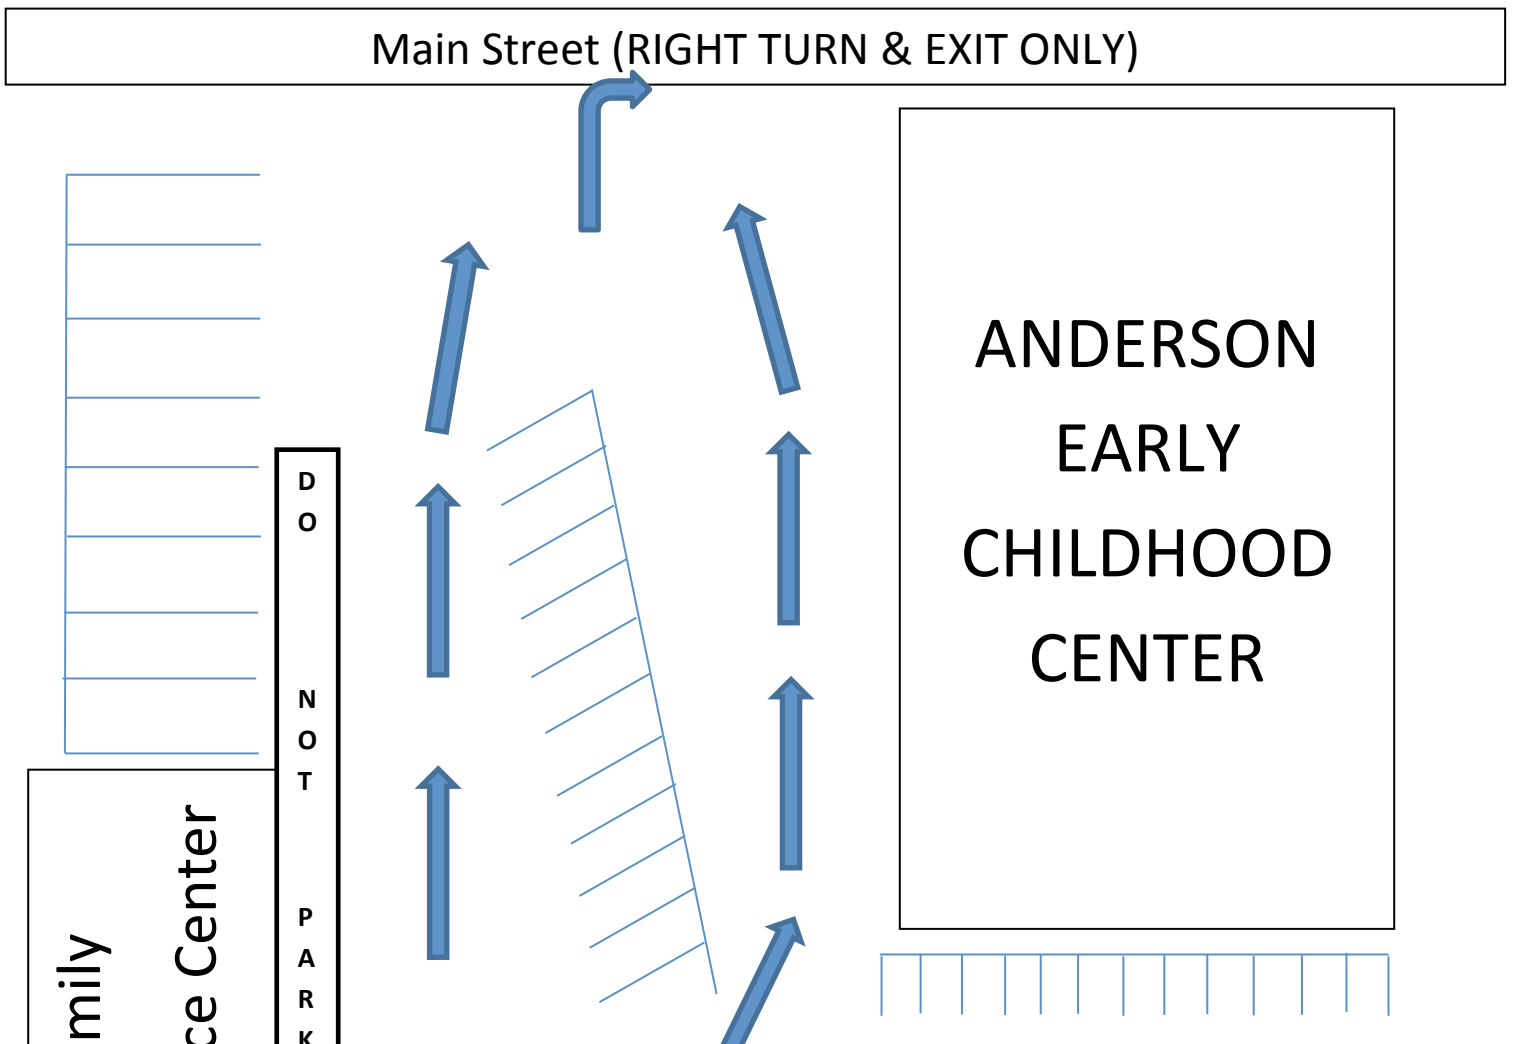 Main Street (RIGHT TURN & EXIT ONLY)
ANDERSON
EARLY
CHILDHOOD
CENTER
D
O
N
O
T
P
A
R
K
mily
ce Center